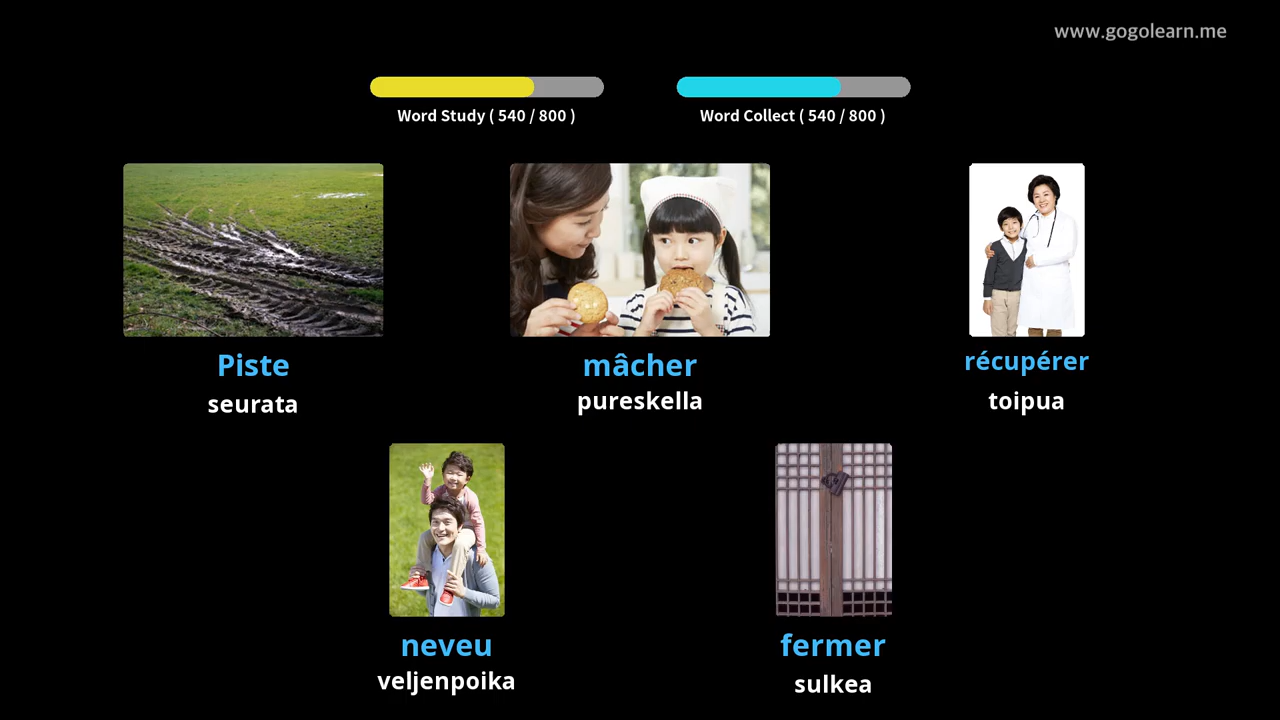 www.gogolearn.me
Word Study ( 540 / 800 )
Word Collect ( 540 / 800 )
Piste
seurata
mâcher
pureskella
récupérer
toipua
neveu
veljenpoika
fermer
sulkea